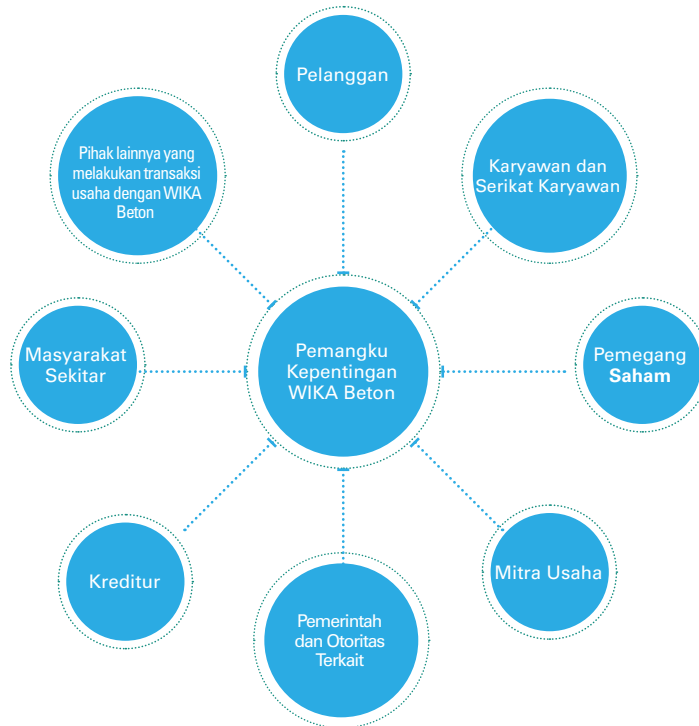 Pelanggan
Pihak lainnya yang
melakukan transaksi
usaha dengan WIKA
Beton
Karyawan dan
Serikat Karyawan
Masyarakat
Sekitar
Pemangku
Kepentingan
WIKA Beton
Pemegang
Saham
Kreditur
Pemerintah
dan Otoritas
Terkait
Mitra Usaha